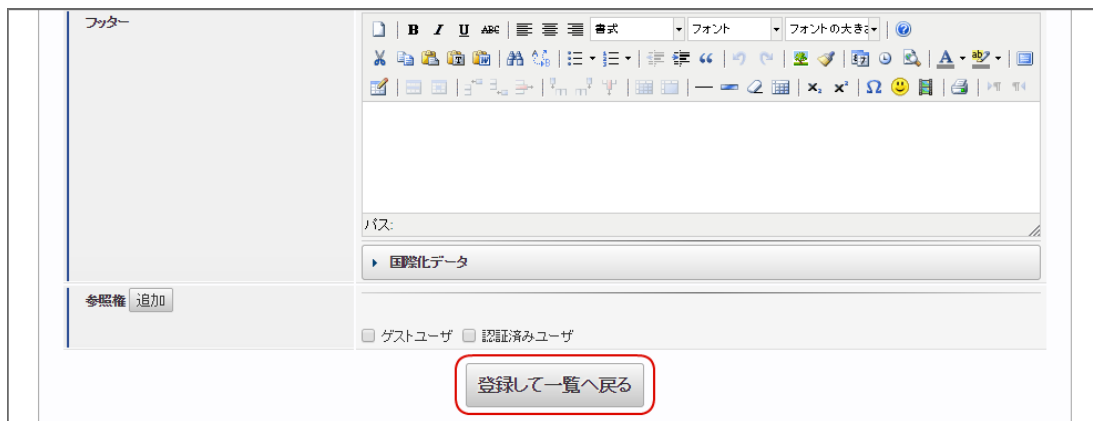 フッター
B I U ABC 書式 フォント フォントの大きさ
パス:
国際化データ
参照権 追加
ゲストユーザ 認証済みユーザ
登録して一覧へ戻る